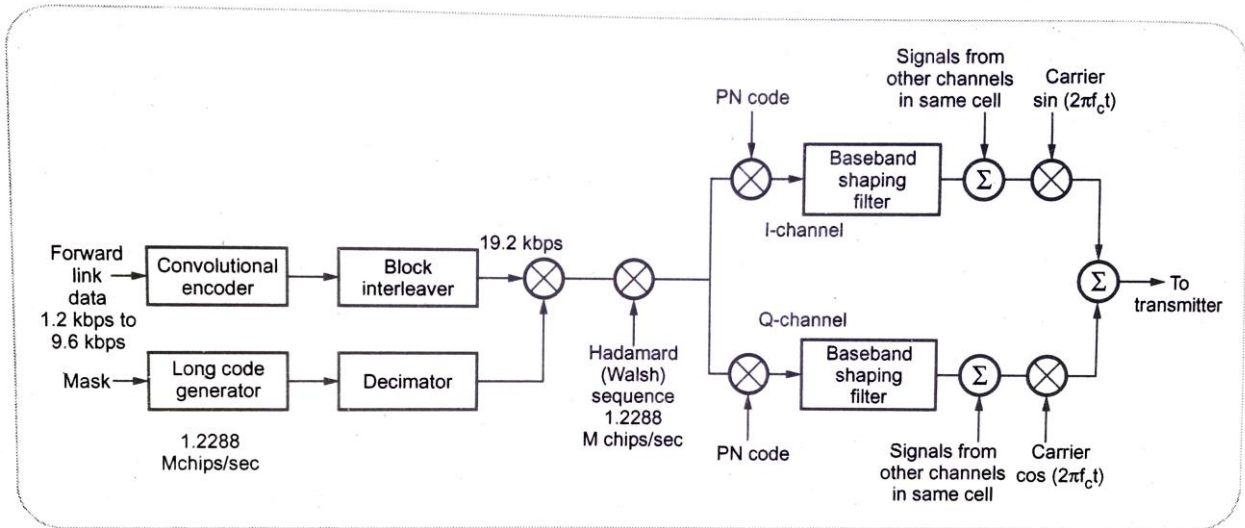 Signals from
other channels
in same cell
Carrier
sin (2πf_ct)
PN code
Baseband
shaping
filter
Σ
I-channel
19.2 kbps
Forward
link
data
1.2 kbps to
9.6 kbps
Convolutional
encoder
Block
interleaver
Σ
To
transmitter
Mask
Long code
generator
Decimator
1.2288
Mchips/sec
Hadamard
(Walsh)
sequence
1.2288
M chips/sec
Q-channel
Baseband
shaping
filter
Σ
PN code
Signals from
other channels
in same cell
Carrier
cos (2πf_ct)